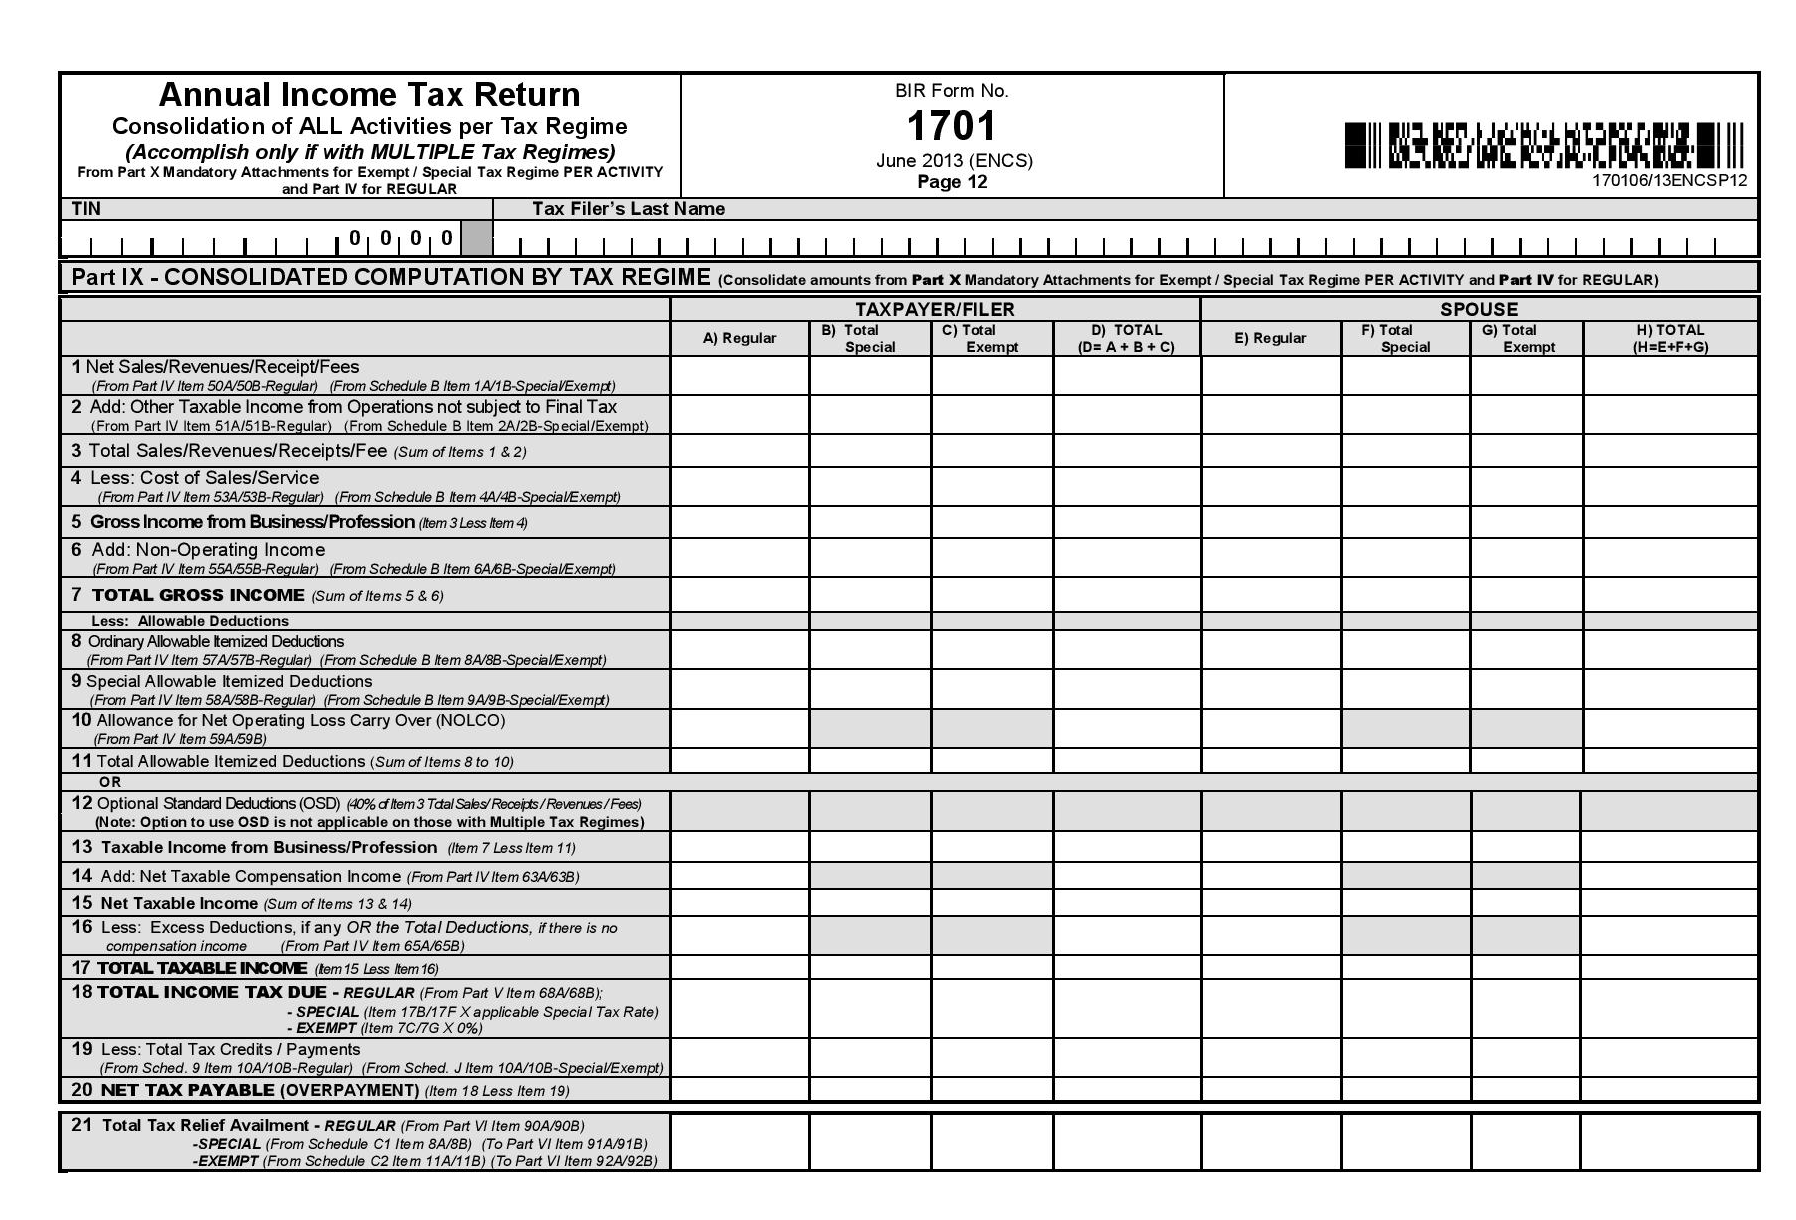 Annual Income Tax Return
Consolidation of ALL Activities per Tax Regime
(Accomplish only if with MULTIPLE Tax Regimes)
From Part X Mandatory Attachments for Exempt / Special Tax Regime PER ACTIVITY
and Part IV for REGULAR
BIR Form No.
1701
June 2013 (ENCS)
Page 12
170106/13ENCSP12
TIN
Tax Filer's Last Name
0 0 0 0
Part IX - CONSOLIDATED COMPUTATION BY TAX REGIME (Consolidate amounts from Part X Mandatory Attachments for Exempt / Special Tax Regime PER ACTIVITY and Part IV for REGULAR)
TAXPAYER/FILER
SPOUSE
A) Regular
B) Total
Special
C) Total
Exempt
D) TOTAL
(D= A + B + C)
E) Regular
F) Total
Special
G) Total
Exempt
H) TOTAL
(H=E+F+G)
1 Net Sales/Revenues/Receipt/Fees
(From Part IV Item 50A/50B-Regular) (From Schedule B Item 1A/1B-Special/Exempt)
2 Add: Other Taxable Income from Operations not subject to Final Tax
(From Part IV Item 51A/51B-Regular) (From Schedule B Item 2A/2B-Special/Exempt)
3 Total Sales/Revenues/Receipts/Fee (Sum of Items 1 & 2)
4 Less: Cost of Sales/Service
(From Part IV Item 53A/53B-Regular) (From Schedule B Item 4A/4B-Special/Exempt)
5 Gross Income from Business/Profession (Item 3 Less Item 4)
6 Add: Non-Operating Income
(From Part IV Item 55A/55B-Regular) (From Schedule B Item 6A/6B-Special/Exempt)
7 TOTAL GROSS INCOME (Sum of Items 5 & 6)
Less: Allowable Deductions
8 Ordinary Allowable Itemized Deductions
(From Part IV Item 57A/57B-Regular) (From Schedule B Item 8A/8B-Special/Exempt)
9 Special Allowable Itemized Deductions
(From Part IV Item 58A/58B-Regular) (From Schedule B Item 9A/9B-Special/Exempt)
10 Allowance for Net Operating Loss Carry Over (NOLCO)
(From Part IV Item 59A/59B)
11 Total Allowable Itemized Deductions (Sum of Items 8 to 10)
OR
12 Optional Standard Deductions (OSD) (40% of Item 3 Total Sales/ Receipts / Revenues / Fees)
(Note: Option to use OSD is not applicable on those with Multiple Tax Regimes)
13 Taxable Income from Business/Profession (Item 7 Less Item 11)
14 Add: Net Taxable Compensation Income (From Part IV Item 63A/63B)
15 Net Taxable Income (Sum of Items 13 & 14)
16 Less: Excess Deductions, if any OR the Total Deductions, if there is no
compensation income (From Part IV Item 65A/65B)
17 TOTAL TAXABLE INCOME (Item 15 Less Item 16)
18 TOTAL INCOME TAX DUE - REGULAR (From Part V Item 68A/68B);
- SPECIAL (Item 17B/17F X applicable Special Tax Rate)
- EXEMPT (Item 7C/7G X 0%)
19 Less: Total Tax Credits / Payments
(From Sched. 9 Item 10A/10B-Regular) (From Sched. J Item 10A/10B-Special/Exempt)
20 NET TAX PAYABLE (OVERPAYMENT) (Item 18 Less Item 19)
21 Total Tax Relief Availment - REGULAR (From Part VI Item 90A/90B)
-SPECIAL (From Schedule C1 Item 8A/8B) (To Part VI Item 91A/91B)
-EXEMPT (From Schedule C2 Item 11A/11B) (To Part VI Item 92A/92B)